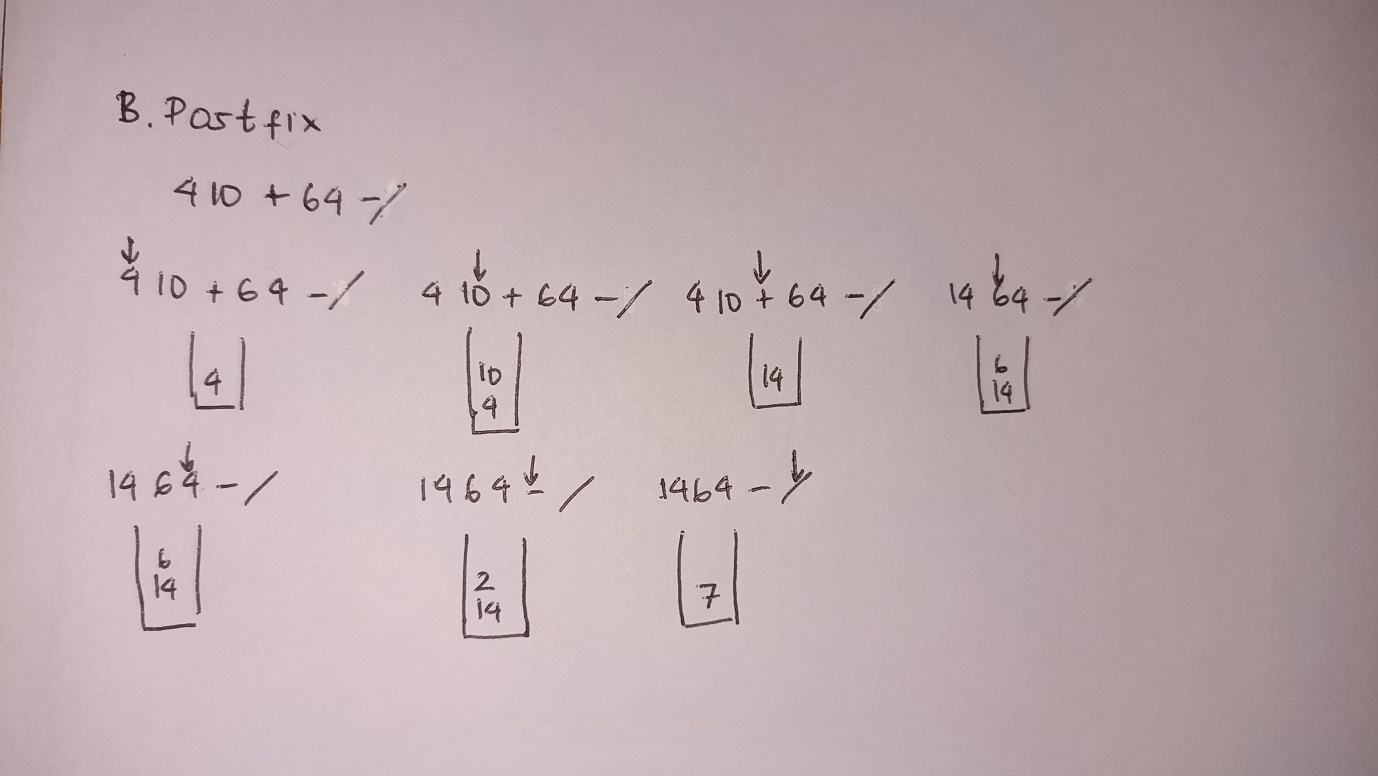 B. Postfix
4 10 + 6 4 - /
4 10 + 6 4 - / 4 10 + 6 4 - / 4 10 + 6 4 - / 14 6 4 - /
4 10 14 6
4 14
14 6 4 - / 14 6 4 - / 14 6 4 - /
6 2 7
14 14